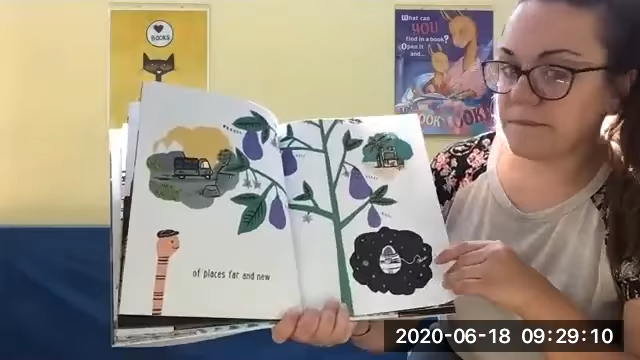 I
BOOKS
What can
YOU
find in a book?
Open it
and...
of places far and new
2020-06-18 09:29:10